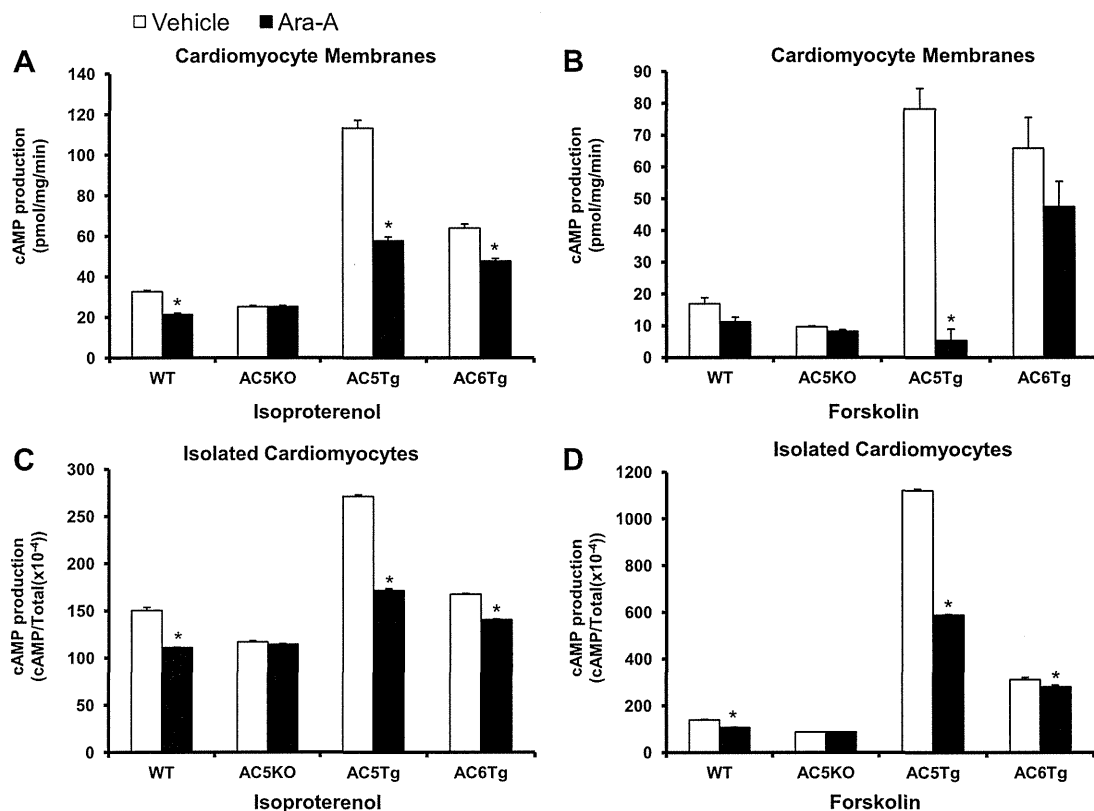 Vehicle Ara-A
A
Cardiomyocyte Membranes
cAMP production
(pmol/mg/min)
140
120
100
80
60
40
20
0
*
*
*
WT AC5KO AC5Tg AC6Tg
Isoproterenol
B
Cardiomyocyte Membranes
cAMP production
(pmol/mg/min)
90
80
70
60
50
40
30
20
10
0
*
WT AC5KO AC5Tg AC6Tg
Forskolin
C
Isolated Cardiomyocytes
cAMP production
(cAMP/Total(x10⁻⁴))
300
250
200
150
100
50
0
*
*
*
WT AC5KO AC5Tg AC6Tg
Isoproterenol
D
Isolated Cardiomyocytes
cAMP production
(cAMP/Total(x10⁻⁴))
1200
1000
800
600
400
200
0
*
*
*
WT AC5KO AC5Tg AC6Tg
Forskolin